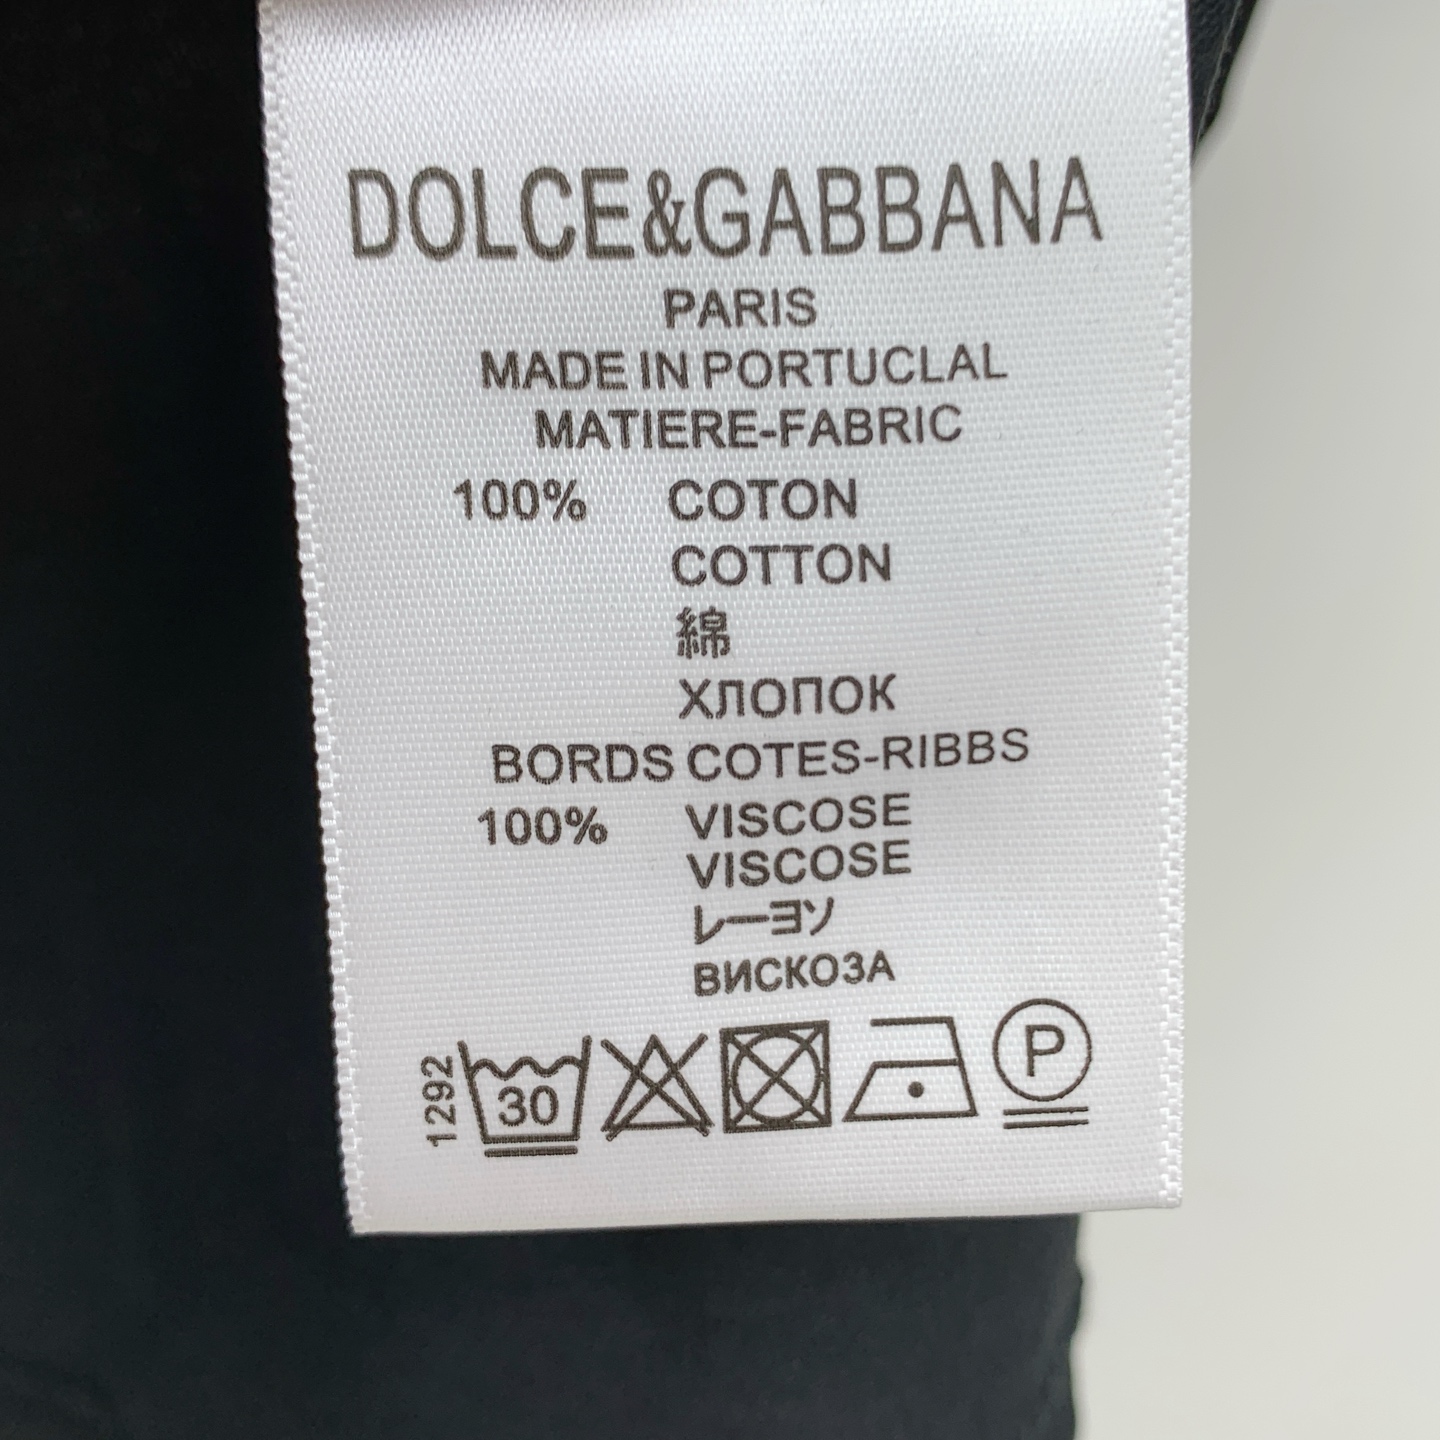 DOLCE&GABBANA
PARIS
MADE IN PORTUCLAL
MATIERE-FABRIC
100% COTON
COTTON
綿
ХЛОПОК
BORDS COTES-RIBBS
100% VISCOSE
VISCOSE
レーヨソ
ВИСКОЗА
1292 30 P